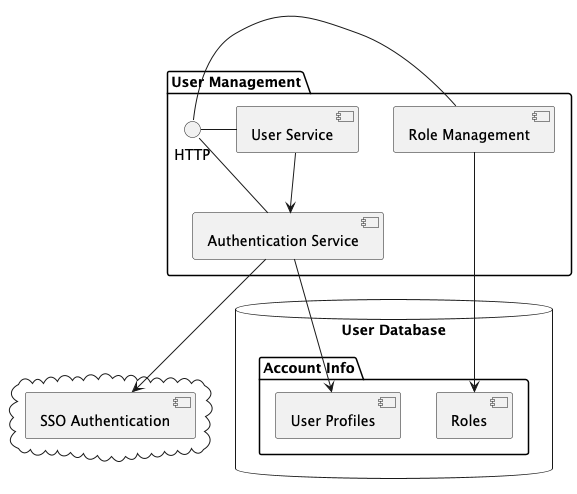 User Management
User Service
Role Management
HTTP
Authentication Service
User Database
Account Info
SSO Authentication
User Profiles
Roles